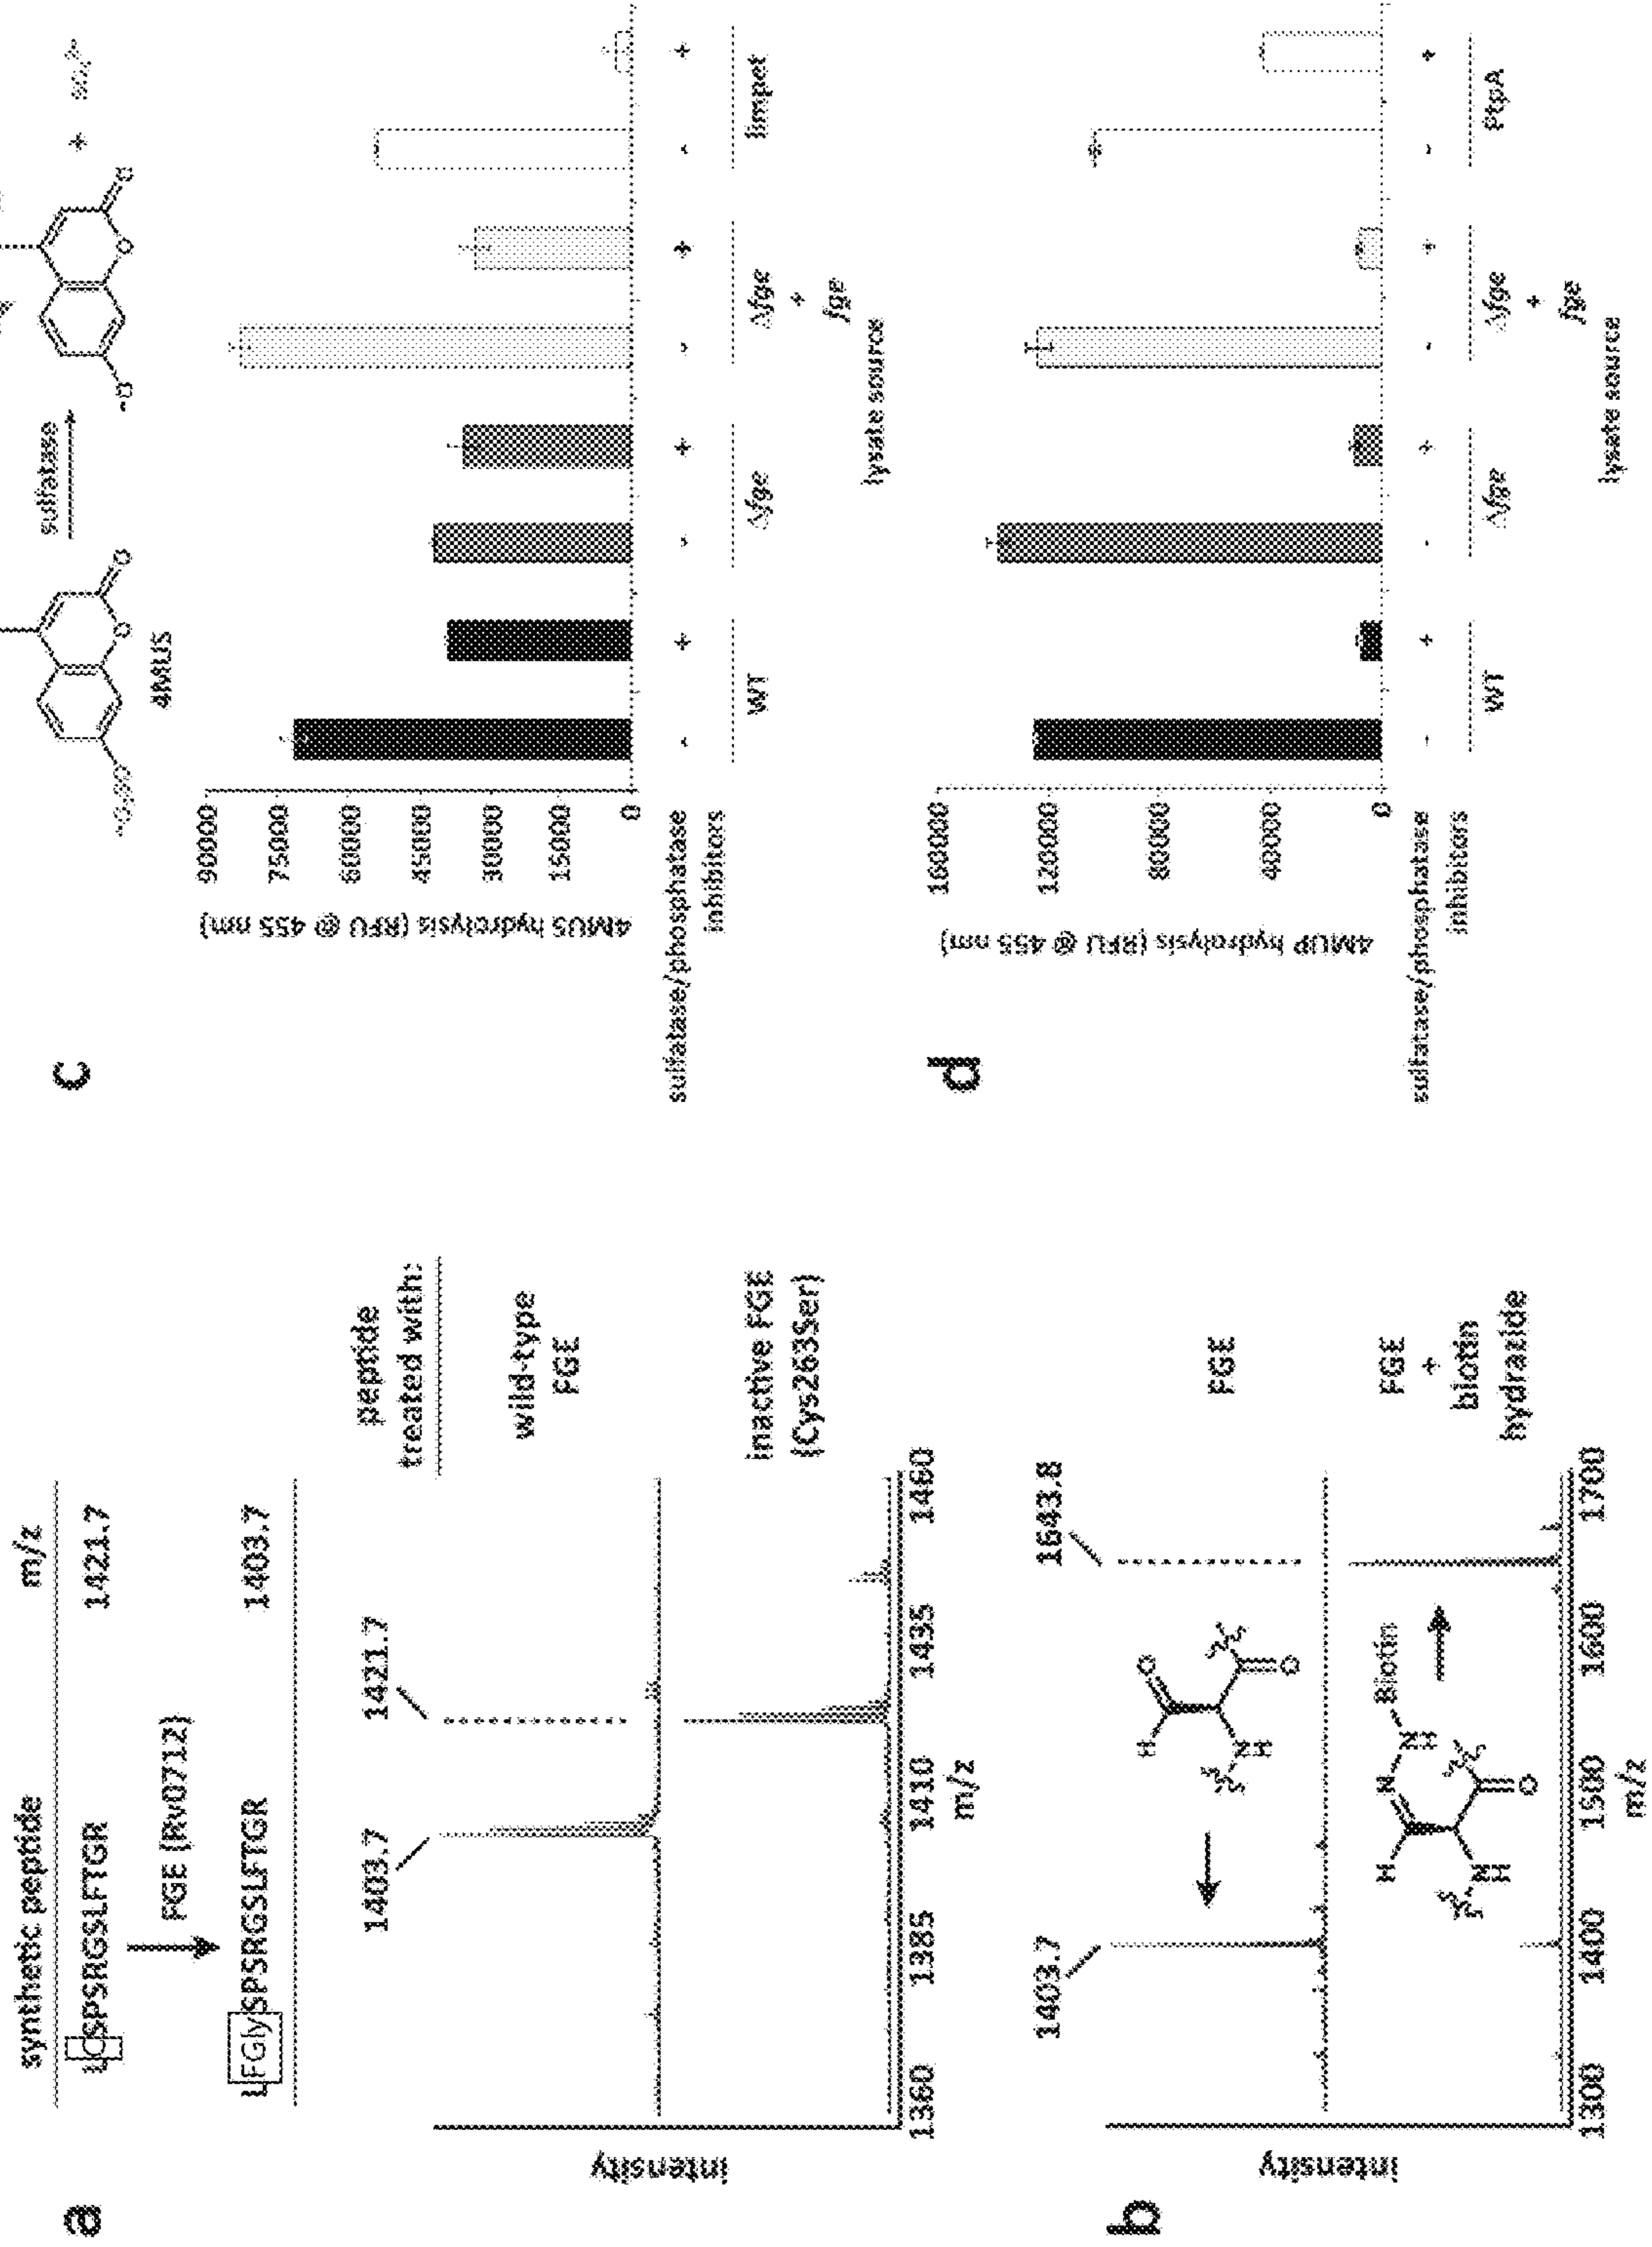 a
synthetic peptide m/z
LCSPSRGSLFTGR 1421.7
FGE (Rv0712)
LFGlySPSRGSLFTGR 1403.7
peptide
treated with:
1403.7 1421.7
wild-type
FGE
inactive FGE
(Cys263Ser)
intensity
1360 1385 1410 1435 1460
m/z
b
1403.7 1643.8
H O
N
H
O
FGE
H N N
H
Biotin
N
H
O
FGE
+
biotin
hydrazide
intensity
1300 1400 1500 1600 1700
m/z
c
-O3SO O O
4MUS
sulfatase
-O O O
+
4MUS hydrolysis (RFU @ 455 nm)
90000
75000
60000
45000
30000
15000
0
sulfatase/phosphatase
inhibitors
- + - + - + - +
WT Δfge Δfge limpet
+
fge
lysate source
d
4MUP hydrolysis (RFU @ 455 nm)
160000
120000
80000
40000
0
sulfatase/phosphatase
inhibitors
- + - + - + - +
WT Δfge Δfge PtpA
+
fge
lysate source